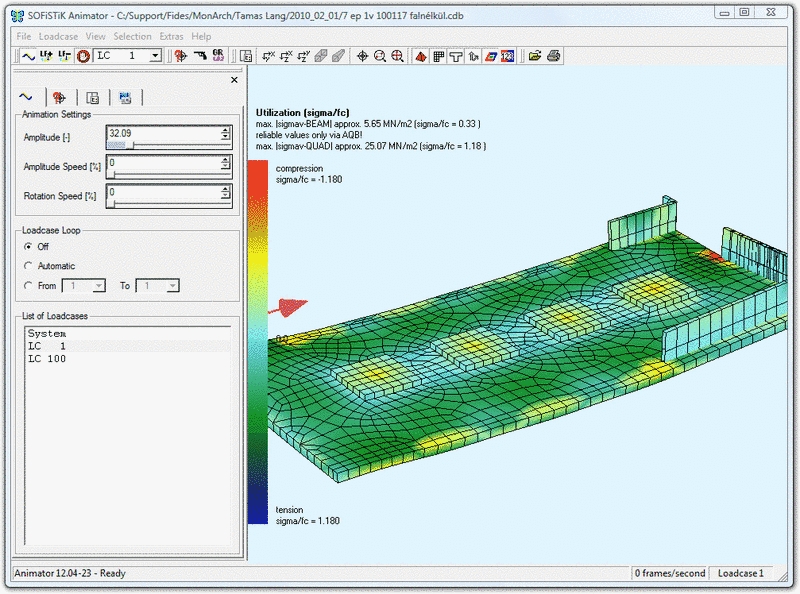 SOFiSTiK Animator - C:/Support/Fides/MonArch/Tamas Lang/2010_02_01/7 ep 1v 100117 falnélkül.cdb
File Loadcase Menu View Selection Extras Help
LF+ LF- LC 1 GR
Animation Settings
Amplitude [-] 32.09
Amplitude Speed [%] 0
Rotation Speed [%] 0
Loadcase Loop
Off
Automatic
From 1 To 1
List of Loadcases
System
LC 1
LC 100
Utilization (sigma/fc)
max. |sigmav-BEAM| approx. 5.65 MN/m2 (sigma/fc = 0.33 )
reliable values only via AQB!
max. |sigmav-QUAD| approx. 25.07 MN/m2 (sigma/fc = 1.18 )
compression
sigma/fc = -1.180
tension
sigma/fc = 1.180
Animator 12.04-23 - Ready
0 frames/second
Loadcase 1